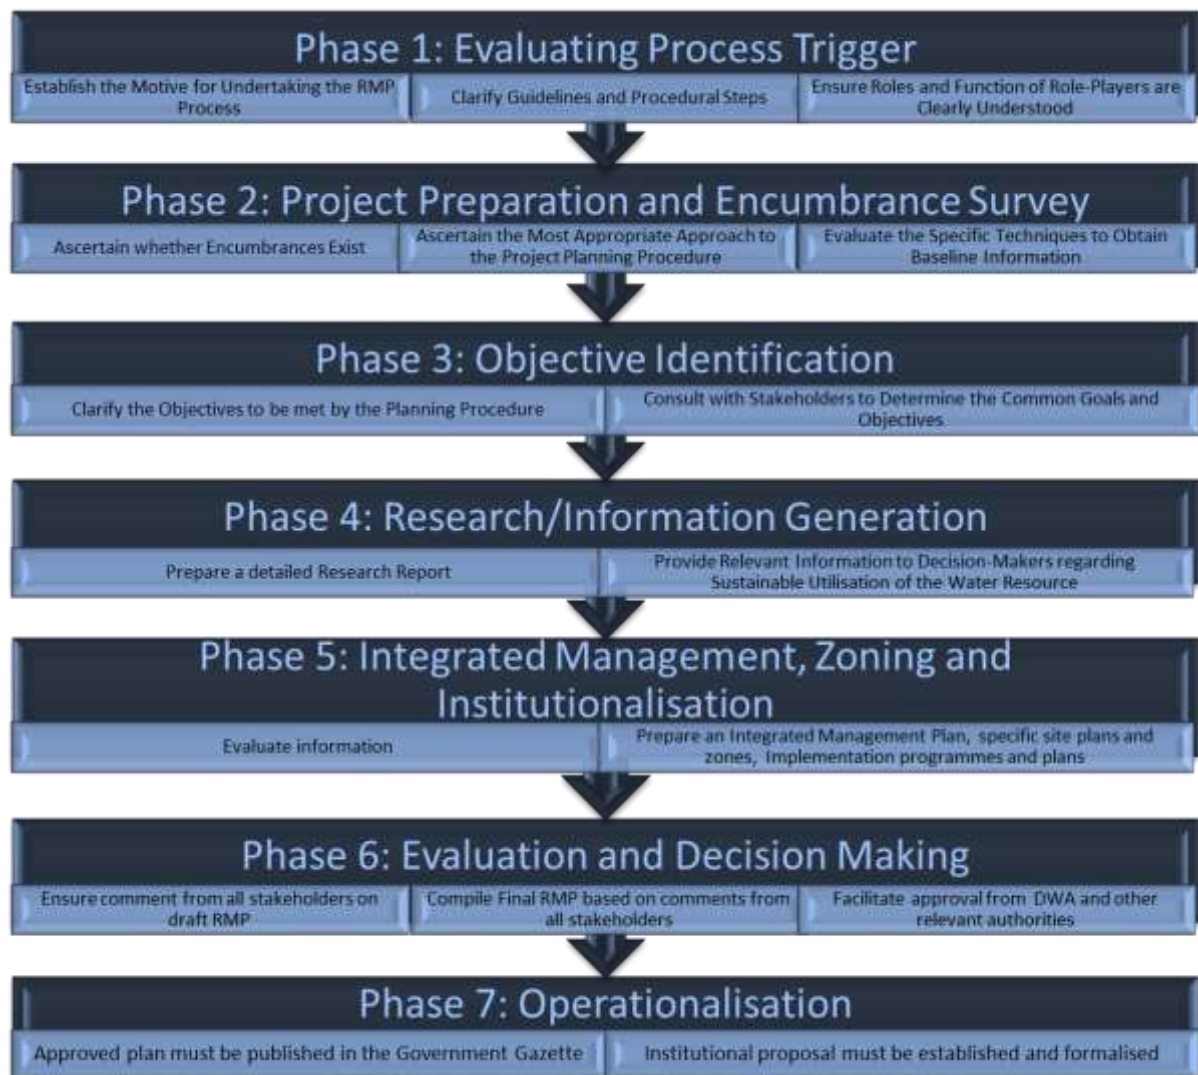 Phase 1: Evaluating Process Trigger
Establish the Motive for Undertaking the RMP
Process
Clarify Guidelines and Procedural Steps
Ensure Roles and Function of Role-Players are
Clearly Understood
Phase 2: Project Preparation and Encumbrance Survey
Ascertain whether Encumbrances Exist
Ascertain the Most Appropriate Approach to
the Project Planning Procedure
Evaluate the Specific Techniques to Obtain
Baseline Information
Phase 3: Objective Identification
Clarify the Objectives to be met by the Planning Procedure
Consult with Stakeholders to Determine the Common Goals and
Objectives
Phase 4: Research/Information Generation
Prepare a detailed Research Report
Provide Relevant Information to Decision-Makers regarding
Sustainable Utilisation of the Water Resource
Phase 5: Integrated Management, Zoning and
Institutionalisation
Evaluate information
Prepare an Integrated Management Plan, specific site plans and
zones, Implementation programmes and plans
Phase 6: Evaluation and Decision Making
Ensure comment from all stakeholders on
draft RMP
Compile Final RMP based on comments from
all stakeholders
Facilitate approval from DWA and other
relevant authorities
Phase 7: Operationalisation
Approved plan must be published in the Government Gazette
Institutional proposal must be established and formalised